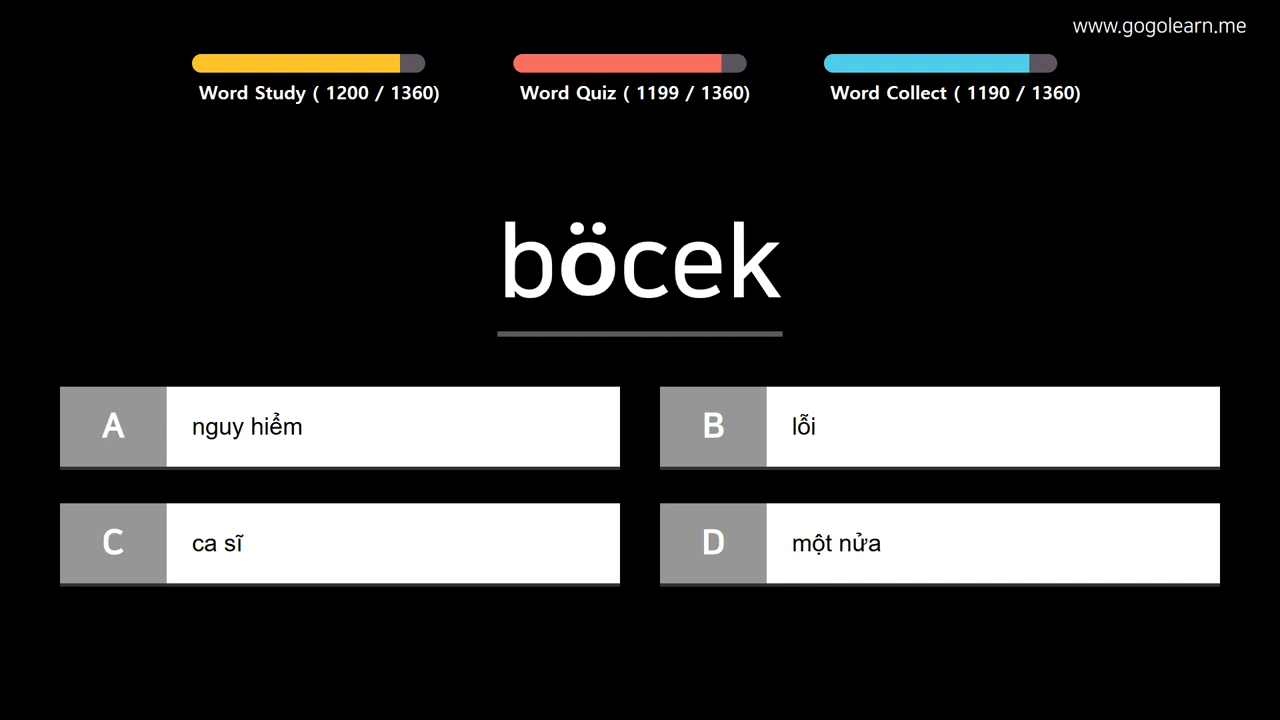 www.gogolearn.me
Word Study ( 1200 / 1360)
Word Quiz ( 1199 / 1360)
Word Collect ( 1190 / 1360)
böcek
A nguy hiểm
B lỗi
C ca sĩ
D một nửa